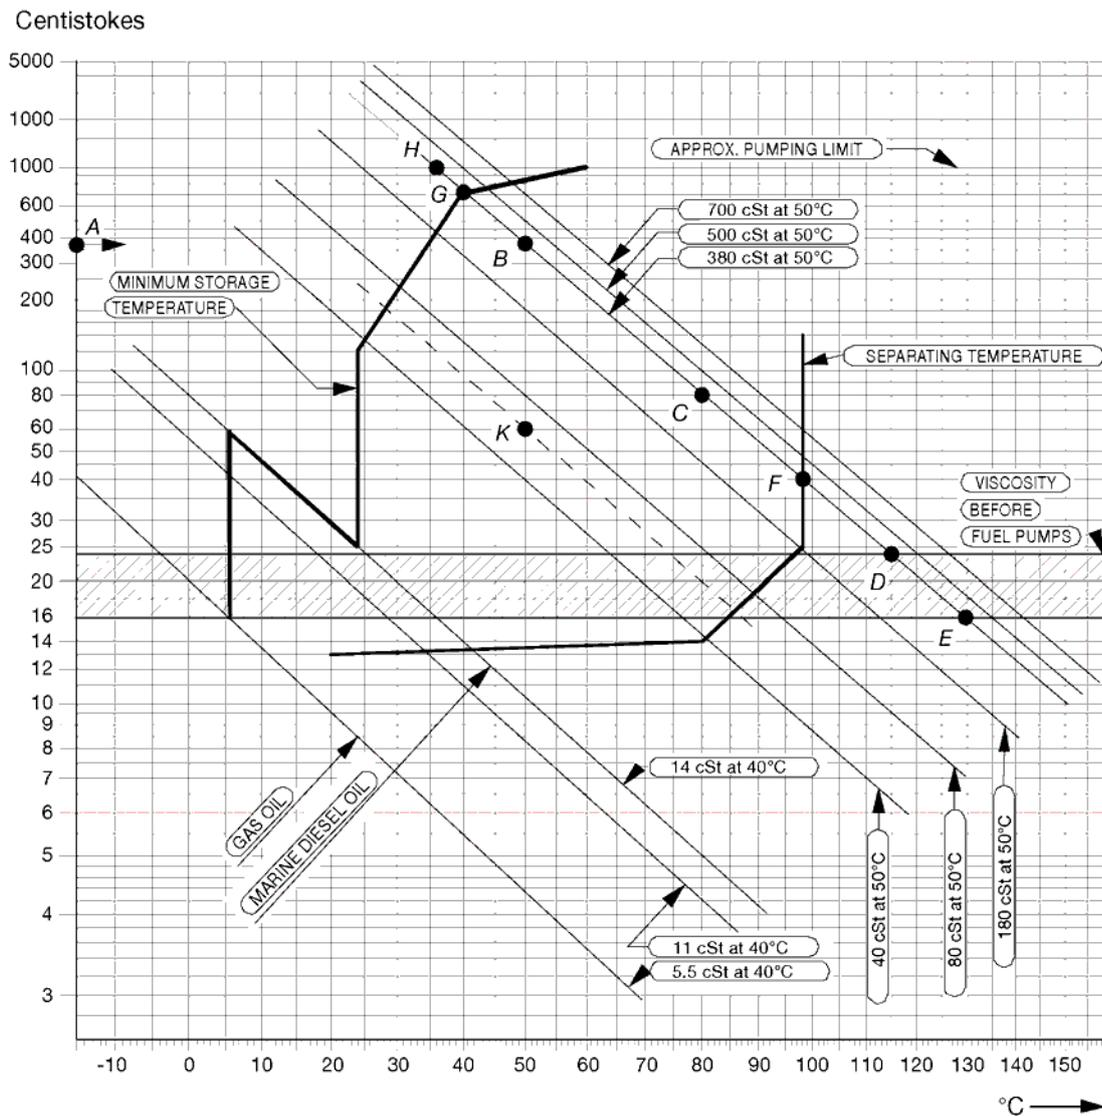 Centistokes
5000
1000
1000
600
400
300
200
100
80
60
50
40
30
25
20
16
14
12
10
9
8
7
6
5
4
3
H
G
A
B
C
K
F
D
E
APPROX. PUMPING LIMIT
700 cSt at 50°C
500 cSt at 50°C
380 cSt at 50°C
MINIMUM STORAGE
TEMPERATURE
SEPARATING TEMPERATURE
VISCOSITY
BEFORE
FUEL PUMPS
14 cSt at 40°C
GAS OIL
MARINE DIESEL OIL
11 cSt at 40°C
5.5 cSt at 40°C
40 cSt at 50°C
80 cSt at 50°C
180 cSt at 50°C
-10 0 10 20 30 40 50 60 70 80 90 100 110 120 130 140 150
°C